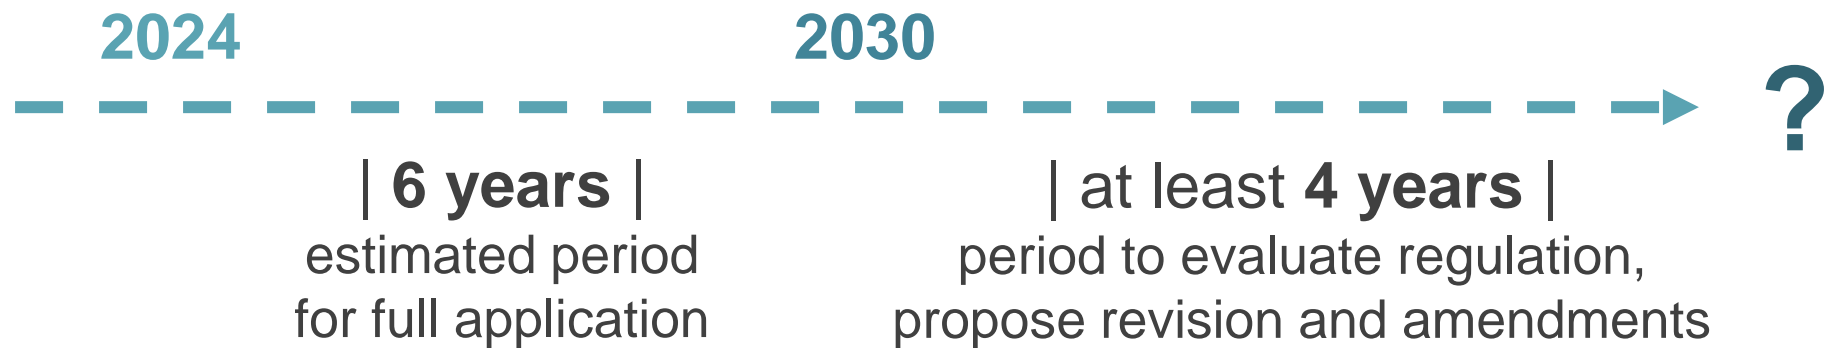 2024 2030
?
| 6 years |
estimated period
for full application
| at least 4 years |
period to evaluate regulation,
propose revision and amendments